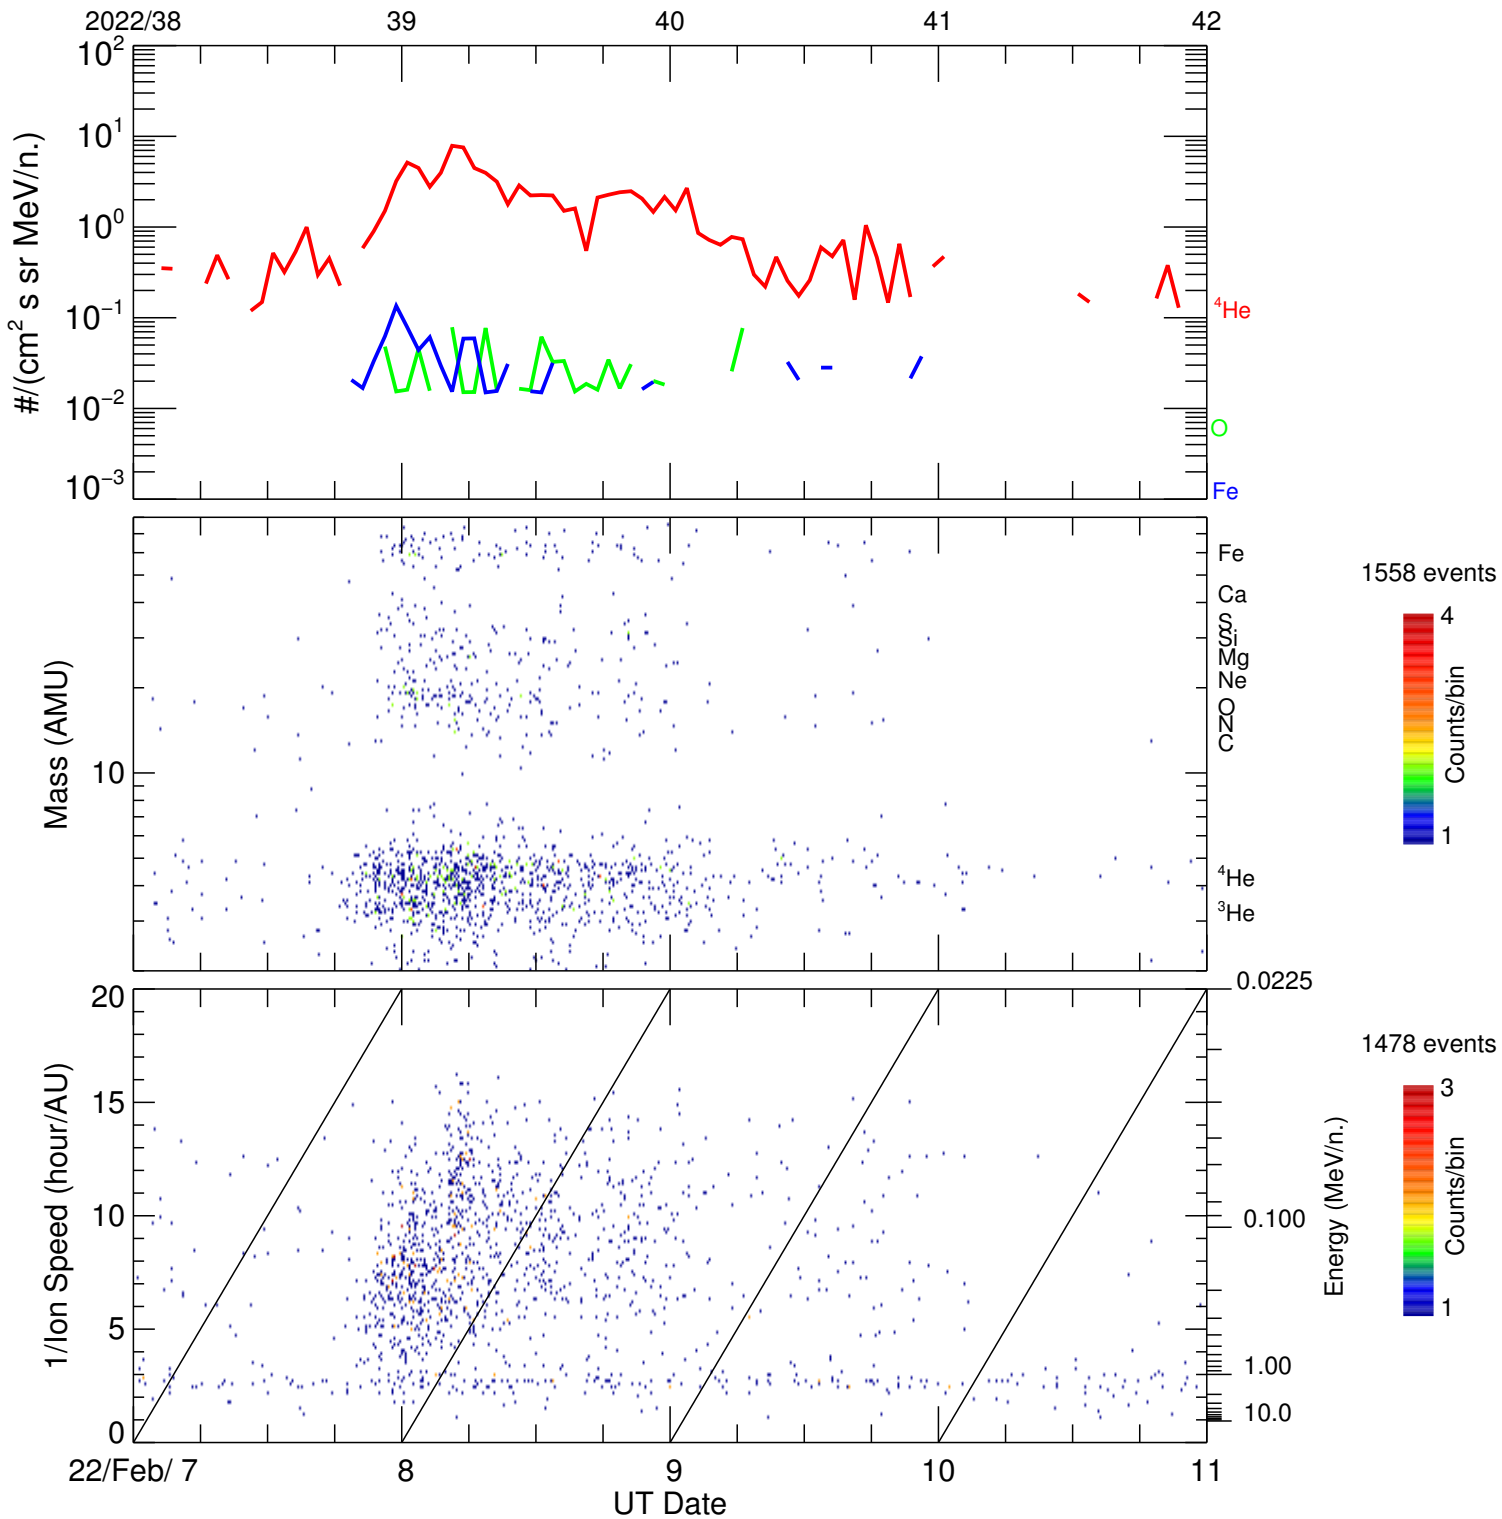 2022/38 39 40 41 42
10² 10¹ 10⁰ 10⁻¹ 10⁻² 10⁻³
#/(cm² s sr MeV/n.)
⁴He
O
Fe
Mass (AMU)
10
Fe
Ca
S
Si
Mg
Ne
O
N
C
⁴He
³He
1558 events
4
Counts/bin
1
20
15
10
5
0
1/Ion Speed (hour/AU)
0.0225
0.100
1.00
10.0
Energy (MeV/n.)
1478 events
3
Counts/bin
1
22/Feb/ 7 8 9 10 11
UT Date